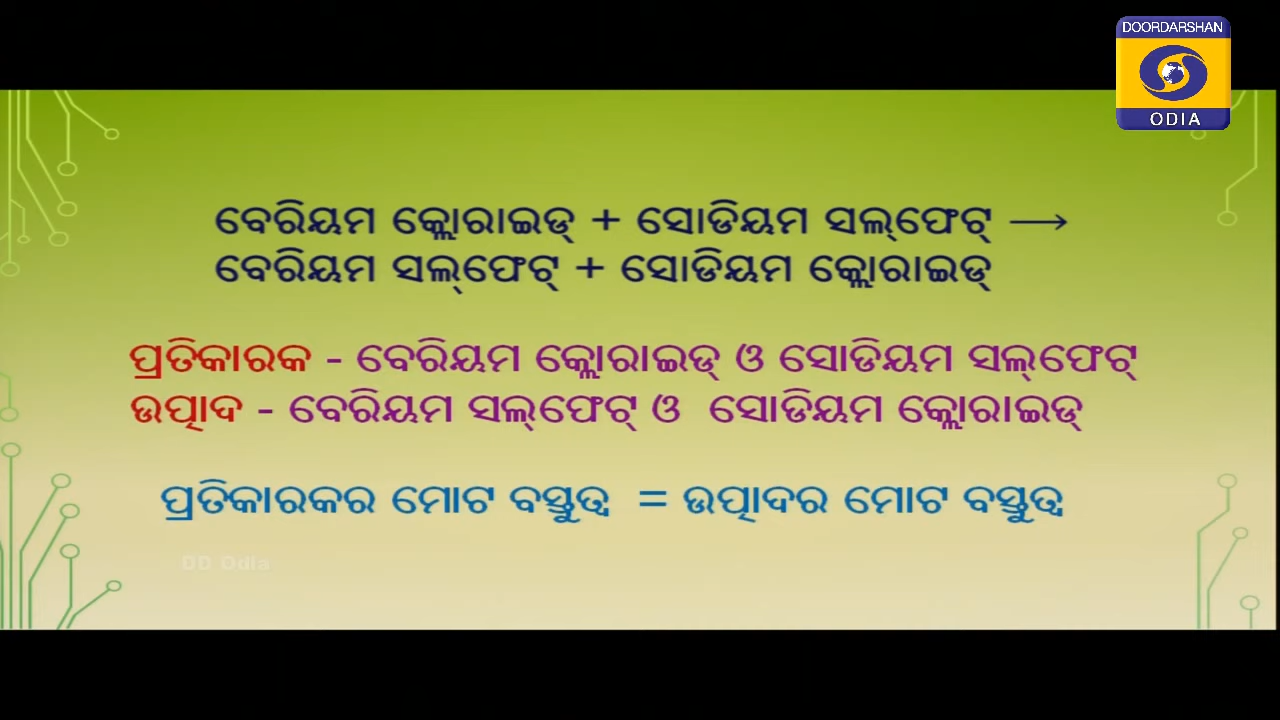 DOORDARSHAN
ODIA
ବେରିୟମ କ୍ଲୋରାଇଡ୍ + ସୋଡିୟମ ସଲ୍‌ଫେଟ୍ ⟶
ବେରିୟମ ସଲ୍‌ଫେଟ୍ + ସୋଡିୟମ କ୍ଲୋରାଇଡ୍
ପ୍ରତିକାରକ - ବେରିୟମ କ୍ଲୋରାଇଡ୍ ଓ ସୋଡିୟମ ସଲ୍‌ଫେଟ୍
ଉତ୍ପାଦ - ବେରିୟମ ସଲ୍‌ଫେଟ୍ ଓ ସୋଡିୟମ କ୍ଲୋରାଇଡ୍
ପ୍ରତିକାରକର ମୋଟ ବସ୍ତୁତ୍ୱ = ଉତ୍ପାଦର ମୋଟ ବସ୍ତୁତ୍ୱ
DD Odia